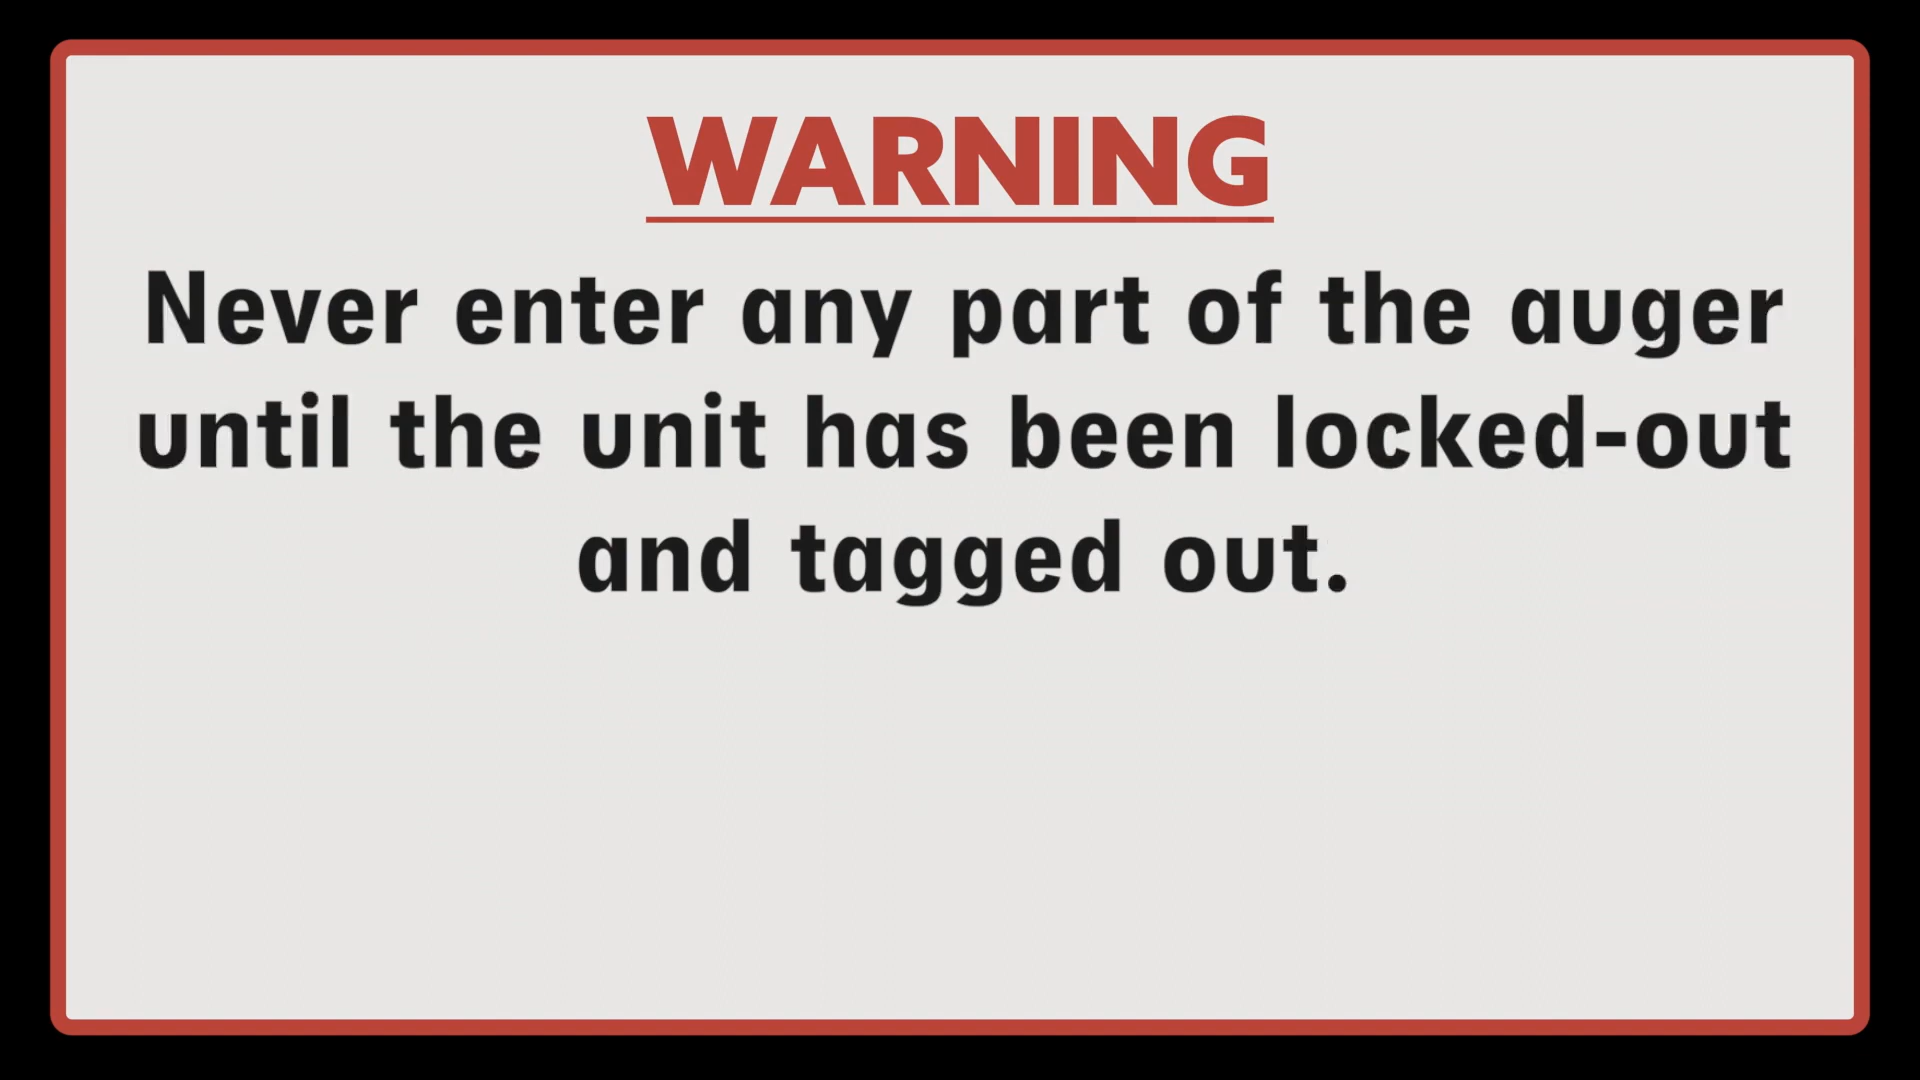 WARNING
Never enter any part of the auger
until the unit has been locked-out
and tagged out.